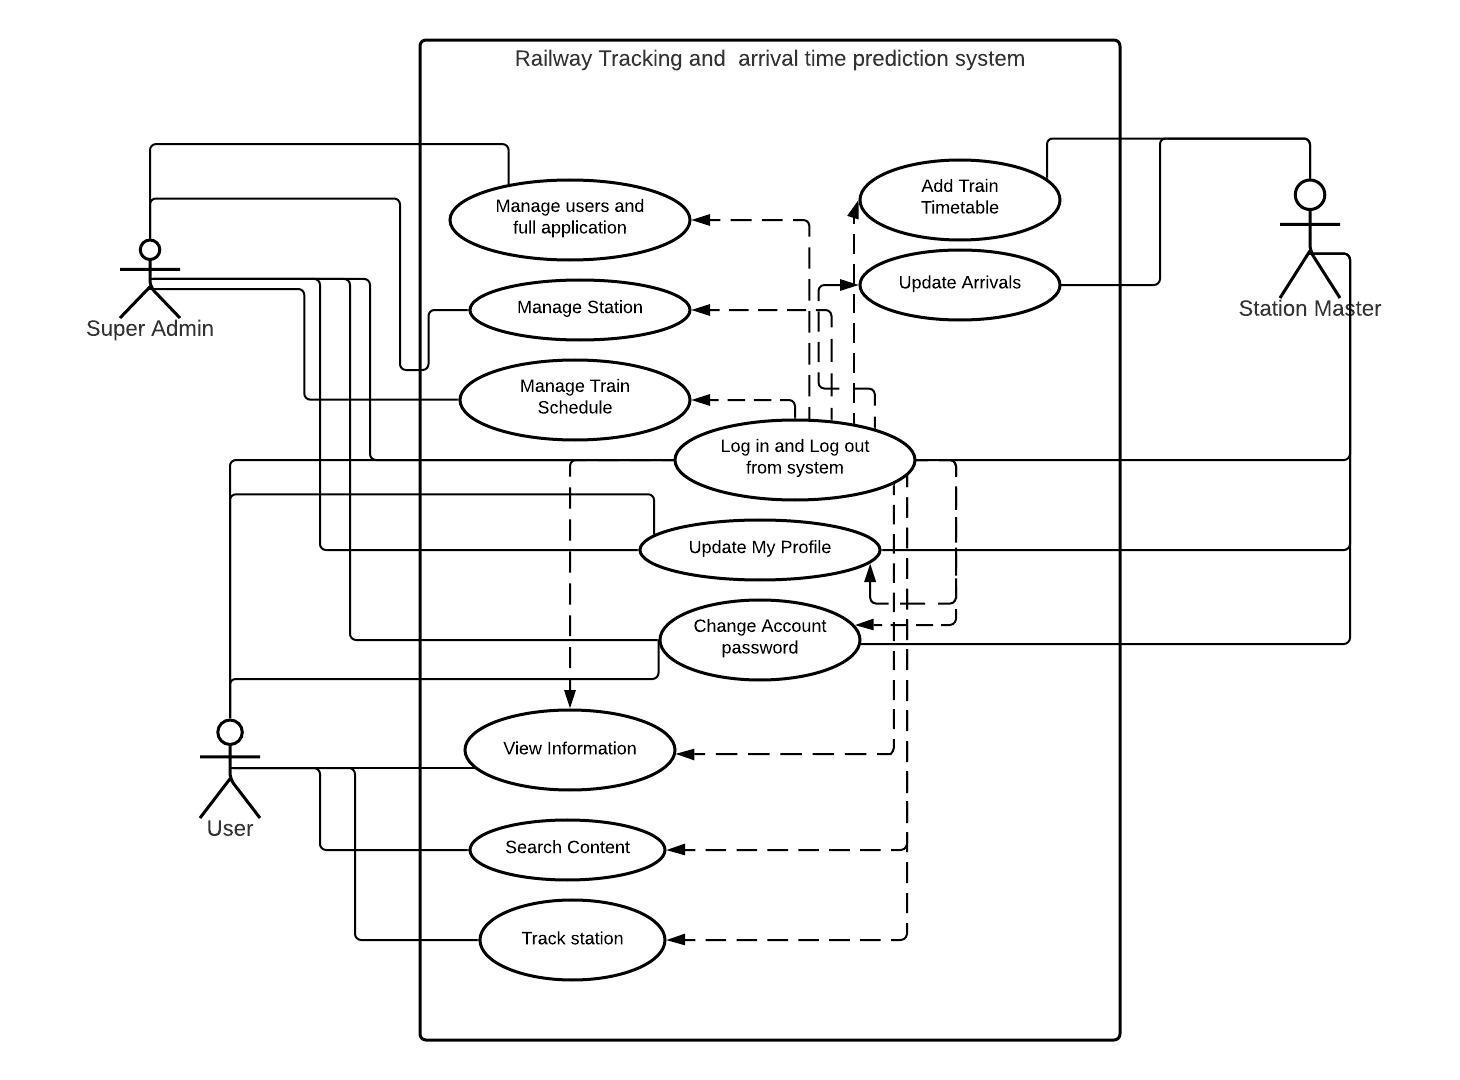 Railway Tracking and  arrival time prediction system
Manage users and
full application
Add Train
Timetable
Update Arrivals
Manage Station
Super Admin
Station Master
Manage Train
Schedule
Log in and Log out
from system
Update My Profile
Change Account
password
View Information
User
Search Content
Track station